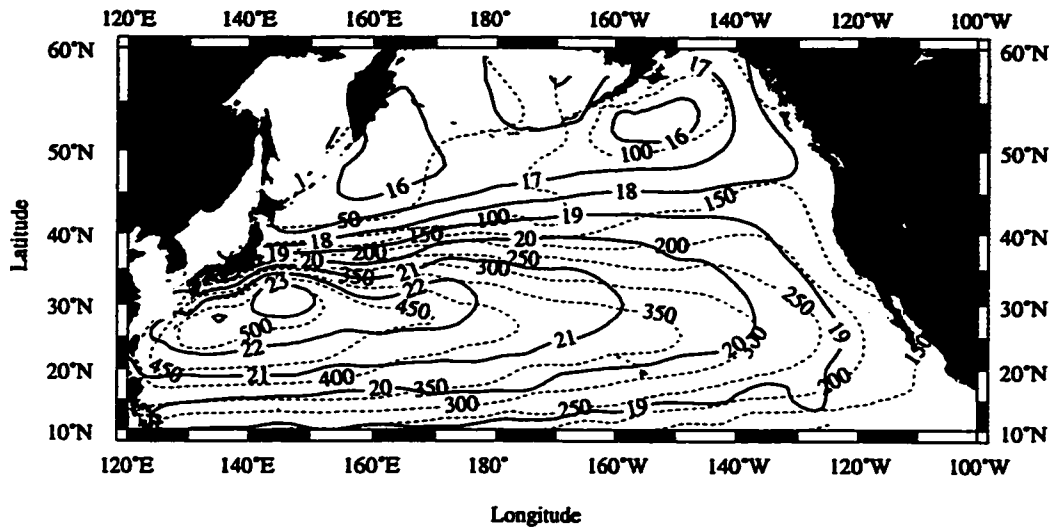 120°E 140°E 160°E 180° 160°W 140°W 120°W 100°W
60°N 60°N
17
16
100
50°N 50°N
16 17 18 150
50 100 19
40°N 40°N
18 150 20 200
19 200 250
20 350 21 300
23 22
30°N 450 350 250 30°N
500 19
22 21 20 300 150
450
20°N 21 400 20 350 200 20°N
300 250 19
10°N 10°N
120°E 140°E 160°E 180° 160°W 140°W 120°W 100°W
Latitude
Longitude